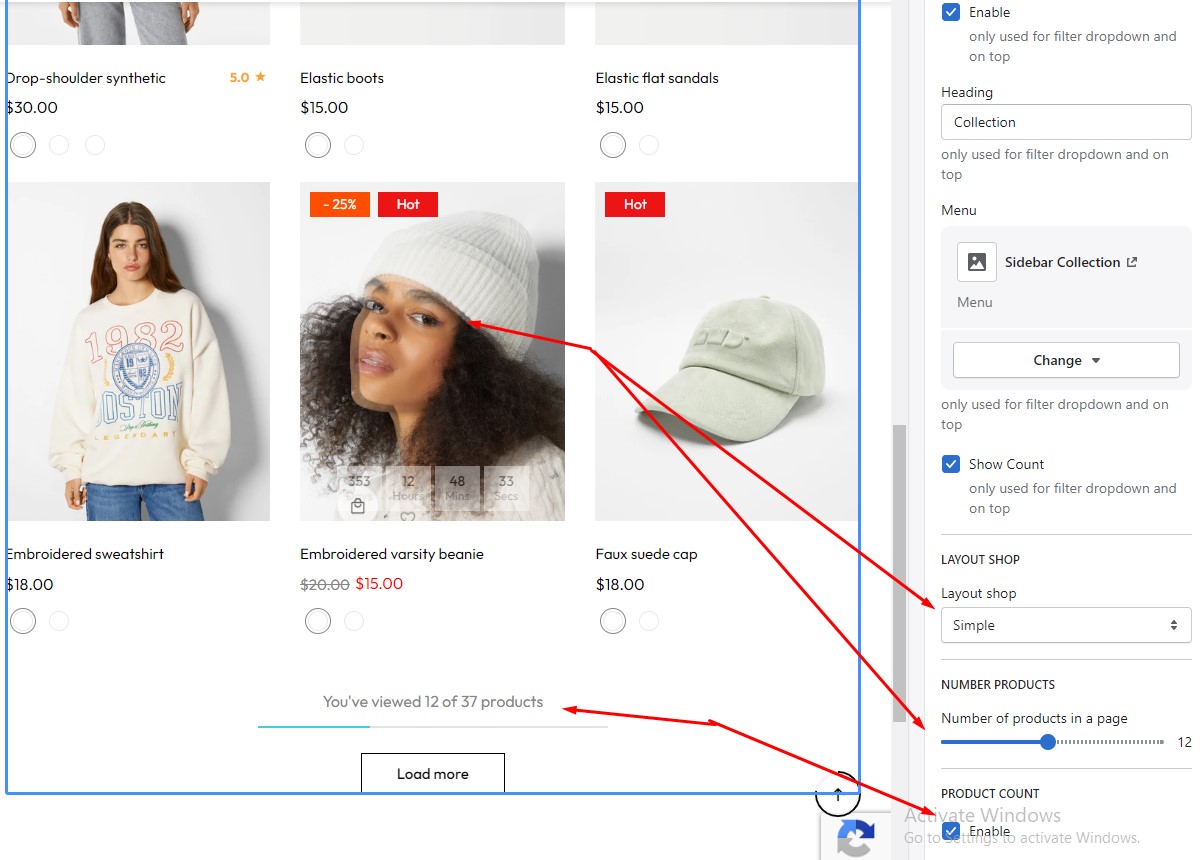 Drop-shoulder synthetic
5.0 ★
$30.00
Elastic boots
$15.00
Elastic flat sandals
$15.00
1982
BOSTON
LEGENDARY
- 25%
Hot
353
12
48
33
Days
Hours
Mins
Secs
Hot
Embroidered sweatshirt
$18.00
Embroidered varsity beanie
$20.00 $15.00
Faux suede cap
$18.00
You've viewed 12 of 37 products
Load more
Enable
only used for filter dropdown and
on top
Heading
Collection
only used for filter dropdown and on
top
Menu
Sidebar Collection
Menu
Change
only used for filter dropdown and on
top
Show Count
only used for filter dropdown and
on top
LAYOUT SHOP
Layout shop
Simple
NUMBER PRODUCTS
Number of products in a page
12
PRODUCT COUNT
Enable
Activate Windows
Go to Settings to activate Windows.